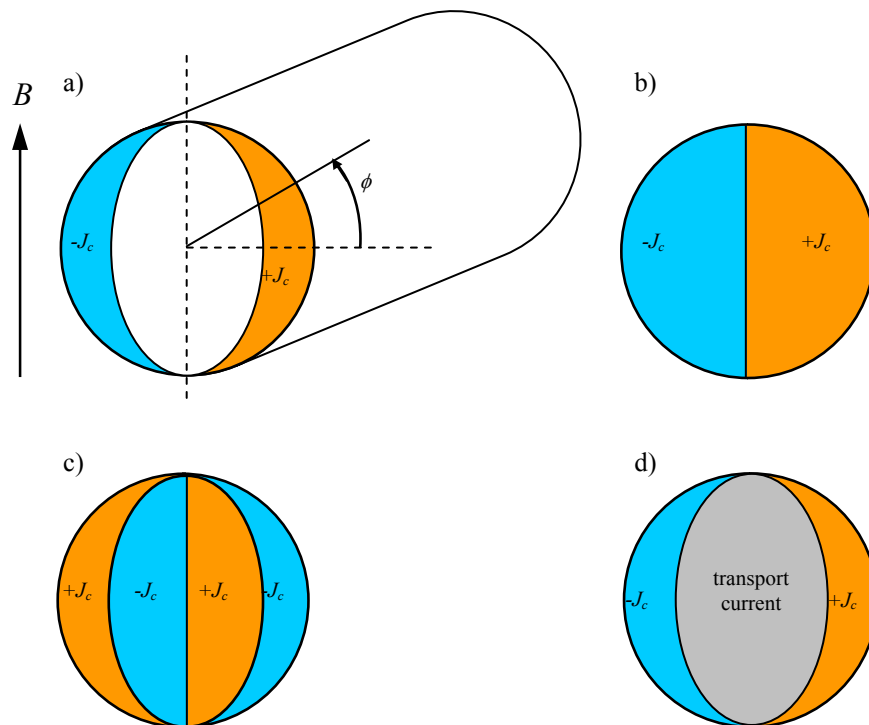 a)
B
-Jc
+Jc
ϕ
b)
-Jc
+Jc
c)
+Jc
-Jc
+Jc
-Jc
d)
-Jc
transport
current
+Jc